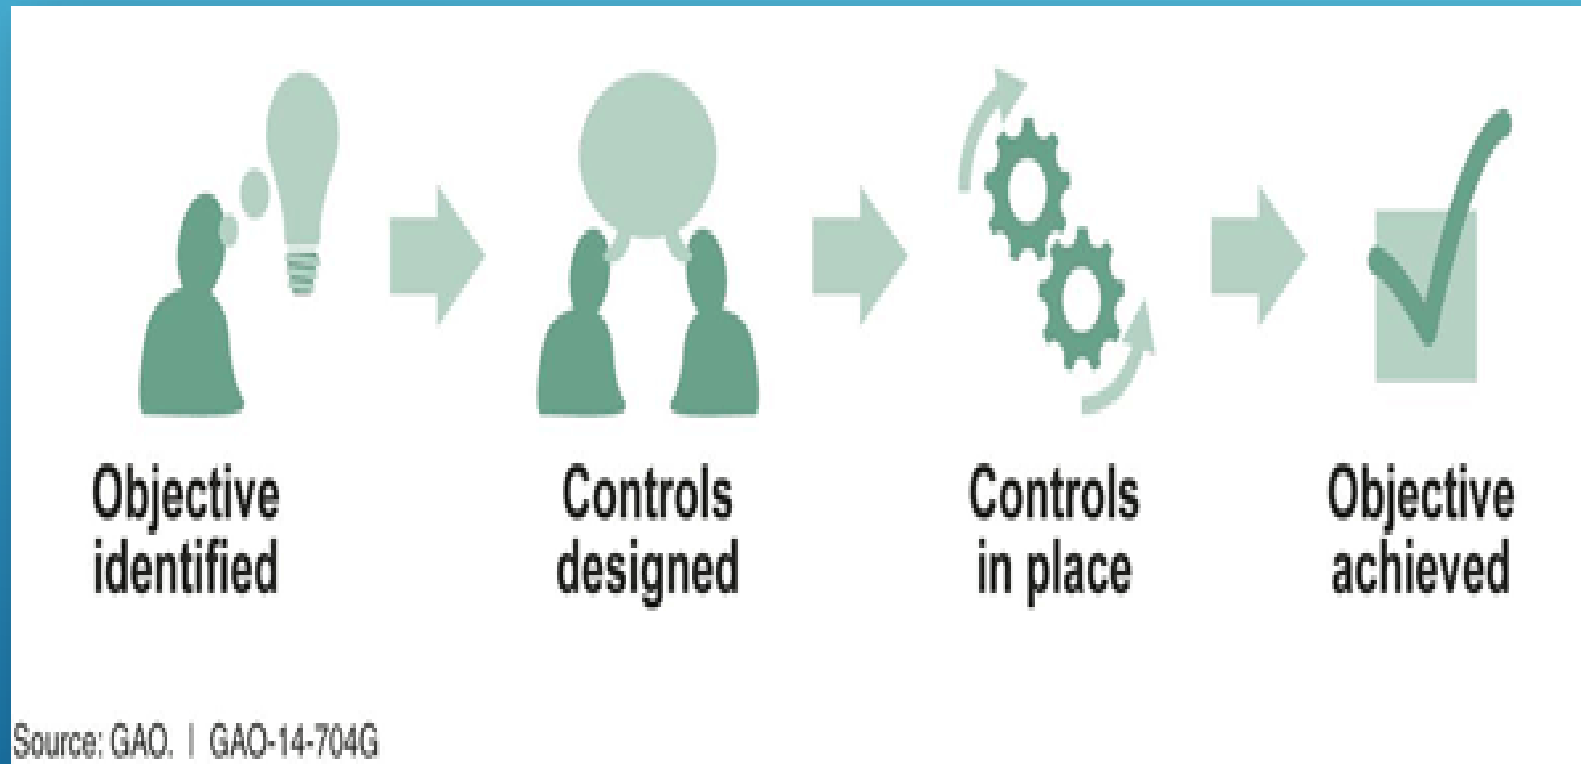 Objective
identified
Controls
designed
Controls
in place
Objective
achieved
Source: GAO. | GAO-14-704G